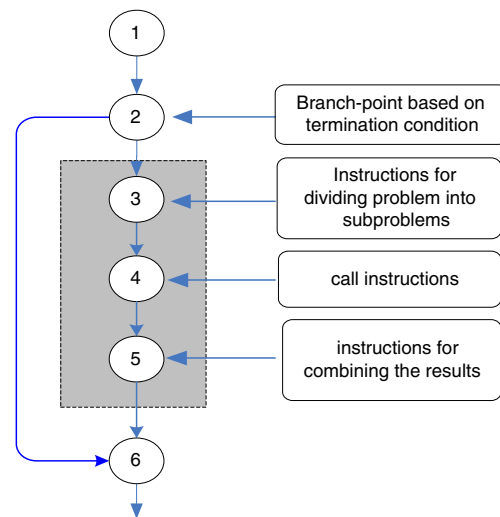 1
2
Branch-point based on
termination condition
3
Instructions for
dividing problem into
subproblems
4
call instructions
5
instructions for
combining the results
6